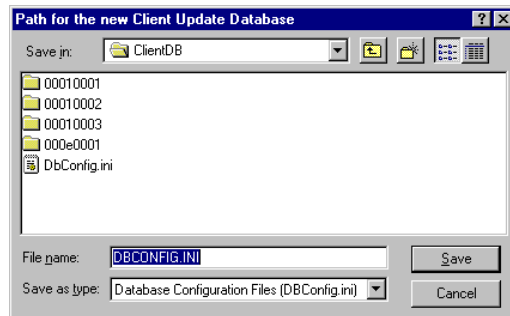 Path for the new Client Update Database
Save in: ClientDB
00010001
00010002
00010003
000e0001
DbConfig.ini
File name: DBCONFIG.INI Save
Save as type: Database Configuration Files (DBConfig.ini) Cancel